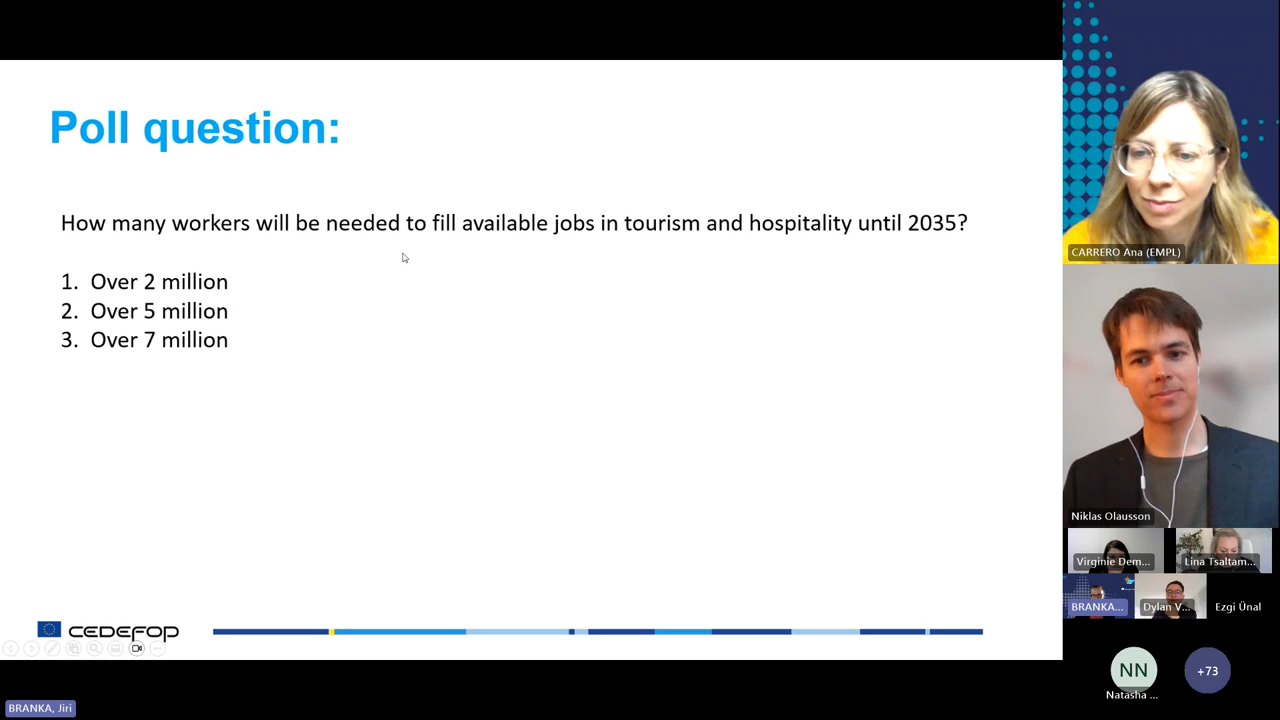 Poll question:
How many workers will be needed to fill available jobs in tourism and hospitality until 2035?
1. Over 2 million
2. Over 5 million
3. Over 7 million
CEDEFOP
CARRERO Ana (EMPL)
Niklas Olausson
Virginie Dem...
Lina Tsaltam...
BRANKA...
Dylan V...
Ezgi Ünal
NN
+73
Natasha ...
BRANKA, Jiri